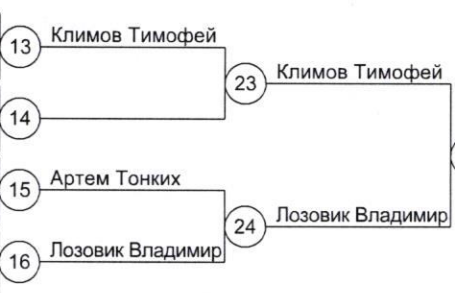 13 Климов Тимофей
23 Климов Тимофей
14
15 Артем Тонких
24 Лозовик Владимир
16 Лозовик Владимир